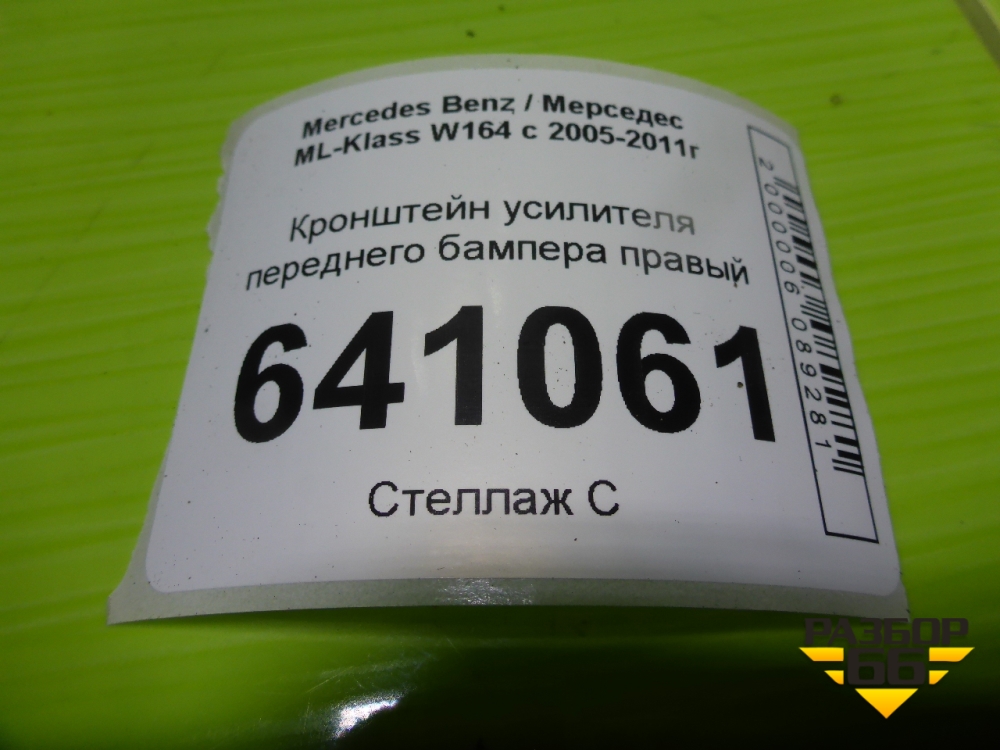 Mercedes Benz / Мерседес
ML-Klass W164 с 2005-2011г
Кронштейн усилителя
переднего бампера правый
641061
Стеллаж С
2000006089281
РАЗБОР
66